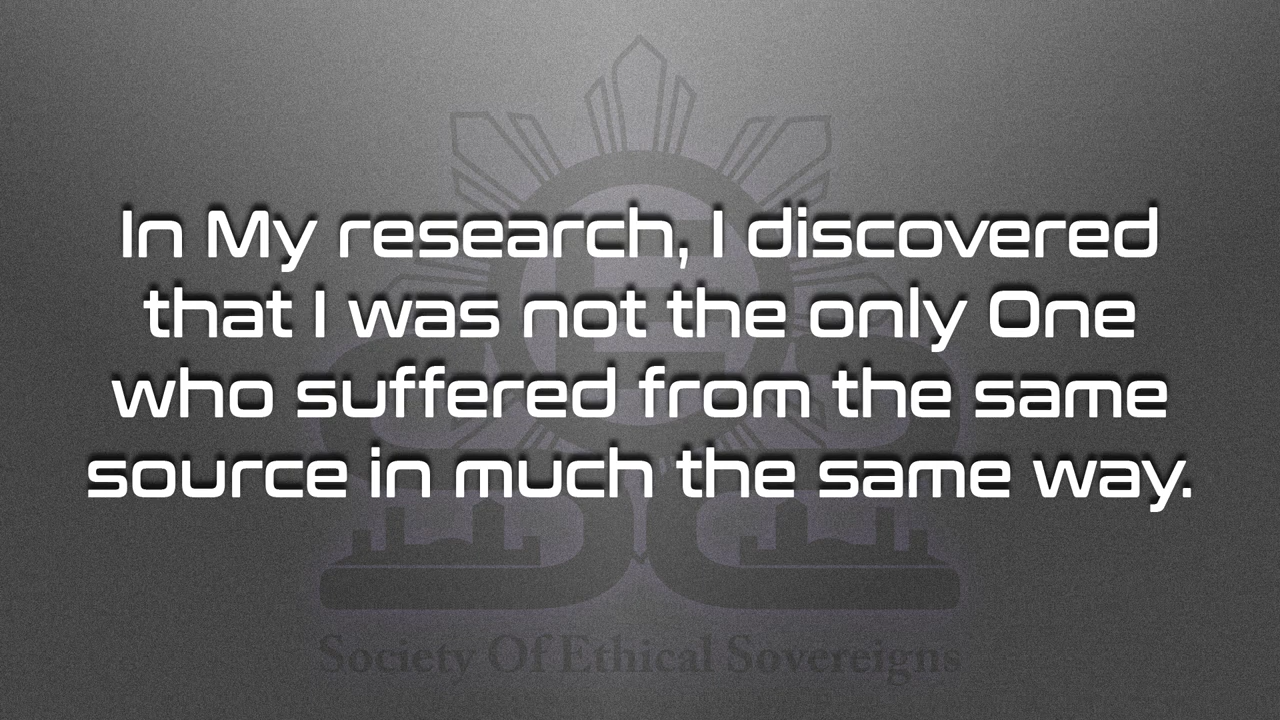 In My research, I discovered
that I was not the only One
who suffered from the same
source in much the same way.
Society Of Ethical Sovereigns